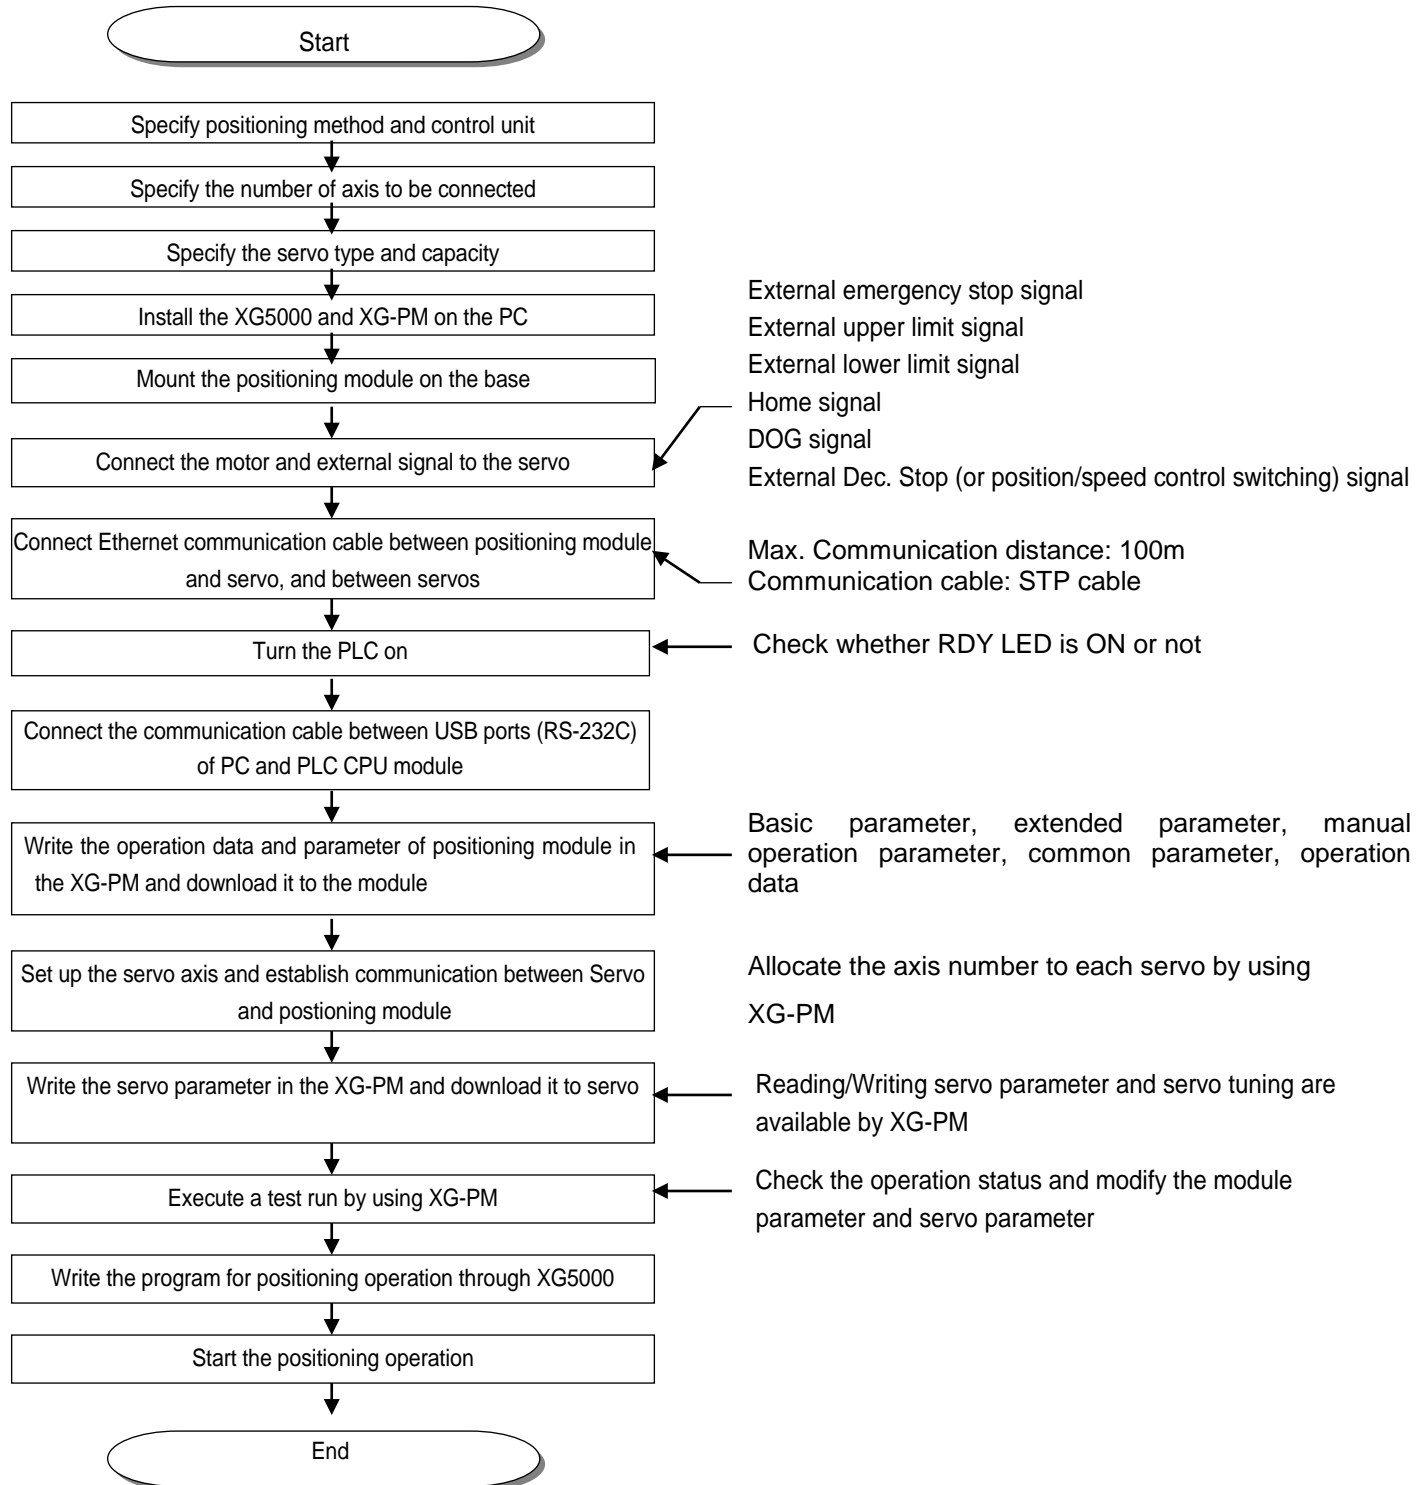 Start
Specify positioning method and control unit
Specify the number of axis to be connected
Specify the servo type and capacity
Install the XG5000 and XG-PM on the PC
Mount the positioning module on the base
External emergency stop signal
External upper limit signal
External lower limit signal
Home signal
DOG signal
External Dec. Stop (or position/speed control switching) signal
Connect the motor and external signal to the servo
Connect Ethernet communication cable between positioning module
and servo, and between servos
Max. Communication distance: 100m
Communication cable: STP cable
Turn the PLC on
Check whether RDY LED is ON or not
Connect the communication cable between USB ports (RS-232C)
of PC and PLC CPU module
Write the operation data and parameter of positioning module in
the XG-PM and download it to the module
Basic parameter, extended parameter, manual
operation parameter, common parameter, operation
data
Set up the servo axis and establish communication between Servo
and postioning module
Allocate the axis number to each servo by using
XG-PM
Write the servo parameter in the XG-PM and download it to servo
Reading/Writing servo parameter and servo tuning are
available by XG-PM
Execute a test run by using XG-PM
Check the operation status and modify the module
parameter and servo parameter
Write the program for positioning operation through XG5000
Start the positioning operation
End